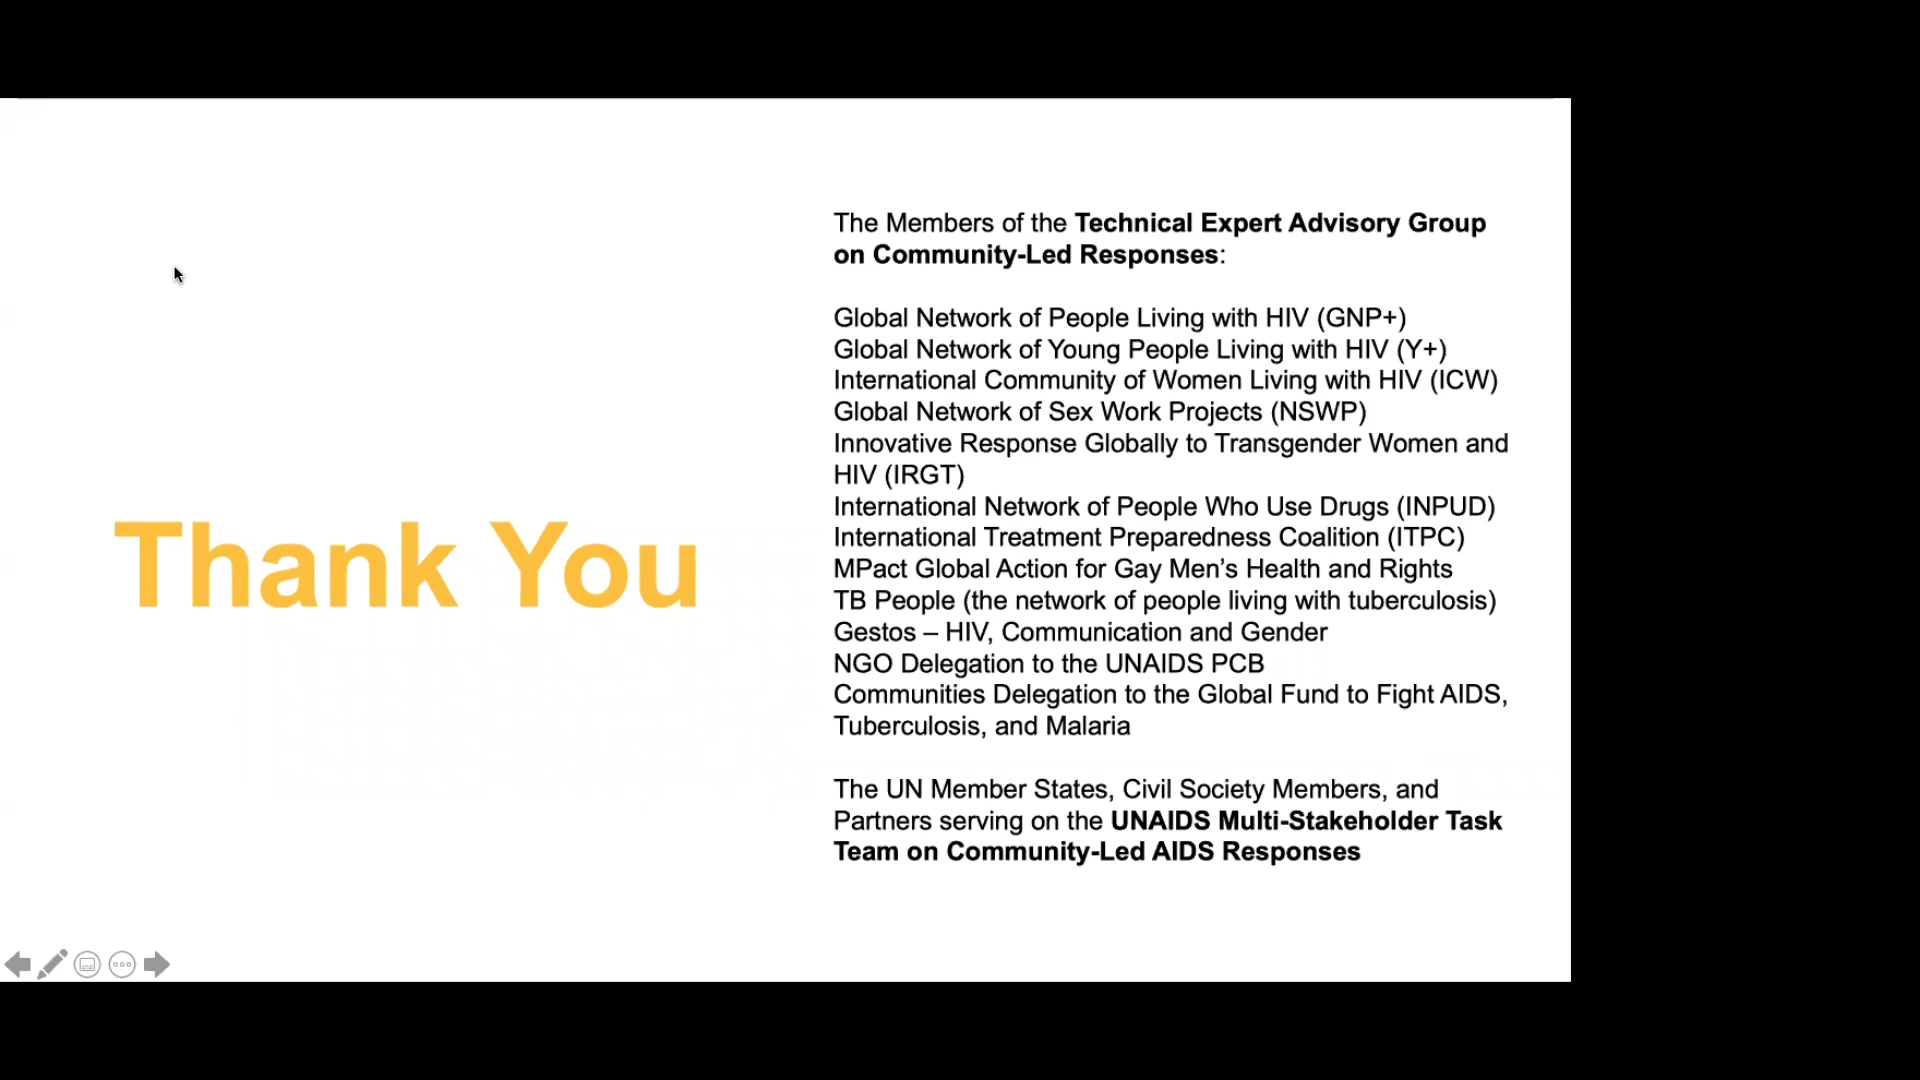 Thank You
The Members of the Technical Expert Advisory Group
on Community-Led Responses:
Global Network of People Living with HIV (GNP+)
Global Network of Young People Living with HIV (Y+)
International Community of Women Living with HIV (ICW)
Global Network of Sex Work Projects (NSWP)
Innovative Response Globally to Transgender Women and
HIV (IRGT)
International Network of People Who Use Drugs (INPUD)
International Treatment Preparedness Coalition (ITPC)
MPact Global Action for Gay Men’s Health and Rights
TB People (the network of people living with tuberculosis)
Gestos – HIV, Communication and Gender
NGO Delegation to the UNAIDS PCB
Communities Delegation to the Global Fund to Fight AIDS,
Tuberculosis, and Malaria
The UN Member States, Civil Society Members, and
Partners serving on the UNAIDS Multi-Stakeholder Task
Team on Community-Led AIDS Responses